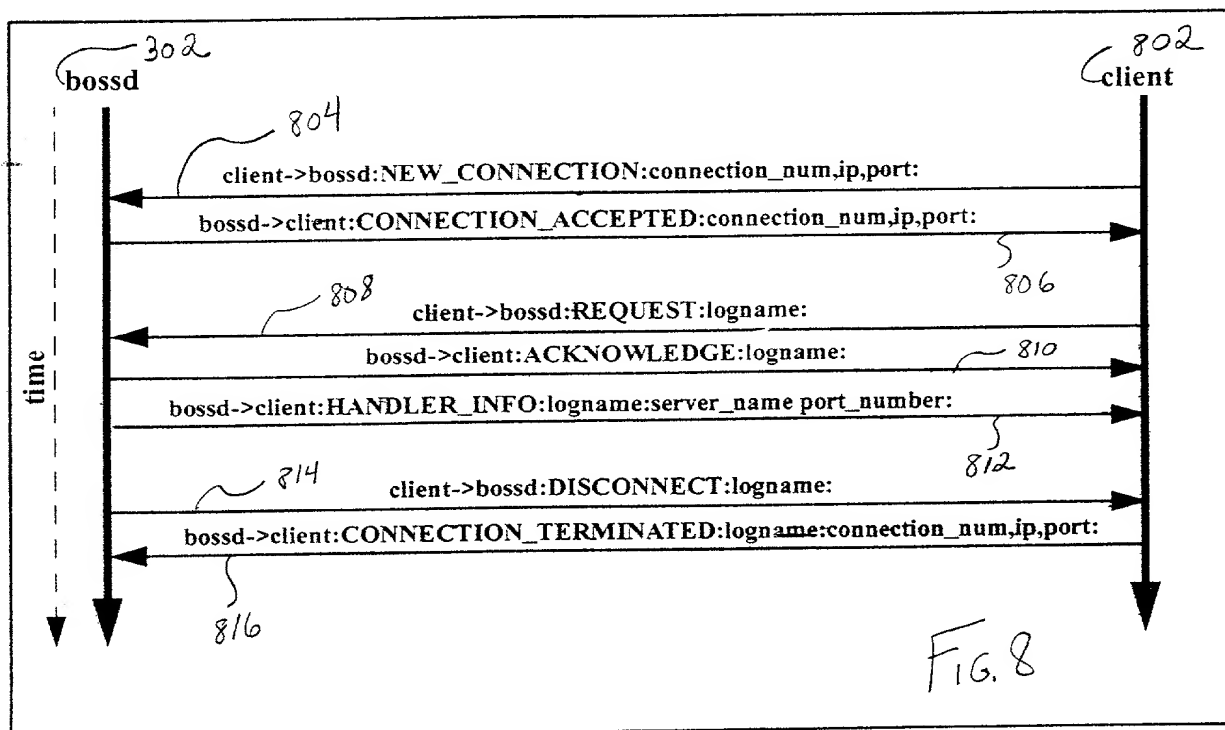 302
bossd
802
client
804
client->bossd:NEW_CONNECTION:connection_num,ip,port:
bossd->client:CONNECTION_ACCEPTED:connection_num,ip,port:
806
808
client->bossd:REQUEST:logname:
bossd->client:ACKNOWLEDGE:logname:
810
time
bossd->client:HANDLER_INFO:logname:server_name port_number:
812
814
client->bossd:DISCONNECT:logname:
bossd->client:CONNECTION_TERMINATED:logname:connection_num,ip,port:
816
FIG. 8